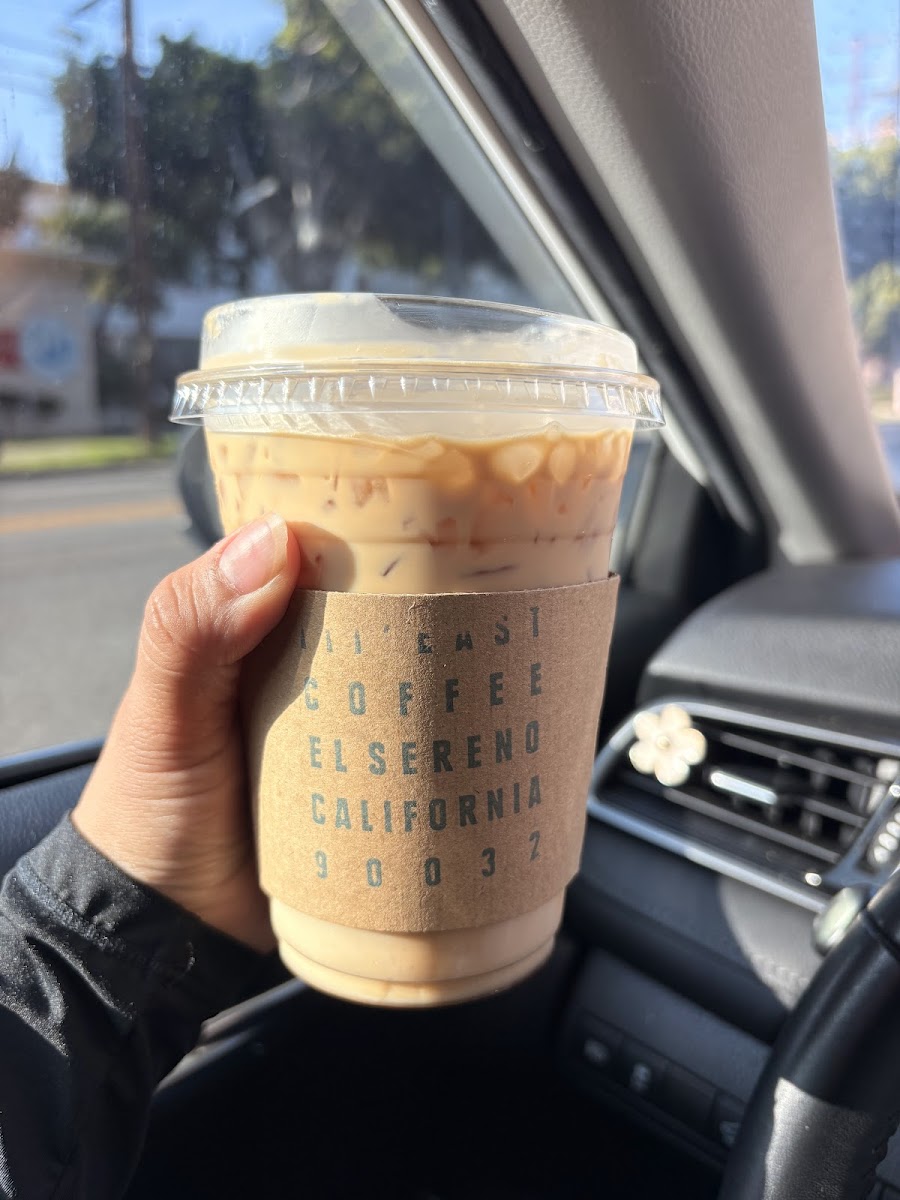 EAST
COFFEE
EL SERENO
CALIFORNIA
90032